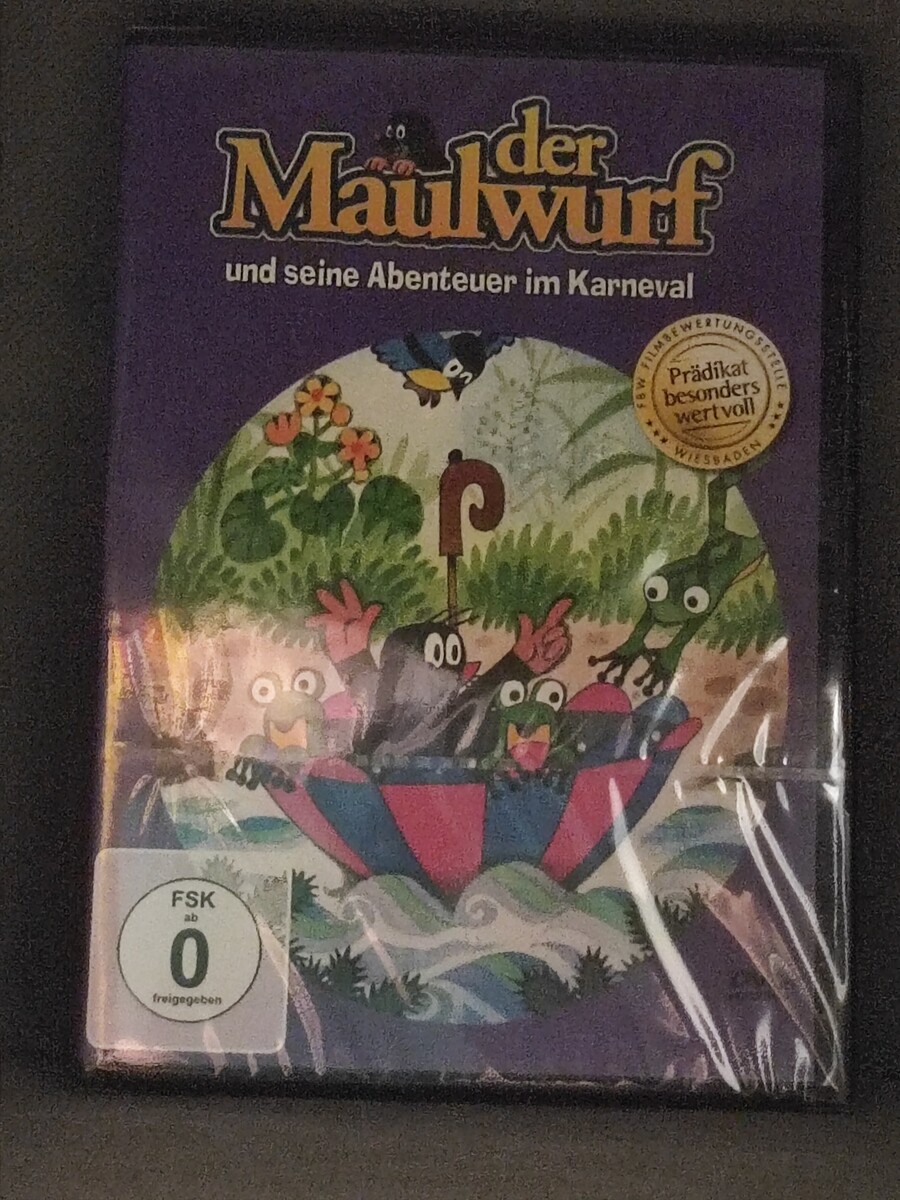 der
Maulwurf
und seine Abenteuer im Karneval
FBW-FILMBEWERTUNGSSTELLE
Prädikat
besonders
wertvoll
WIESBADEN
FSK
ab
0
freigegeben